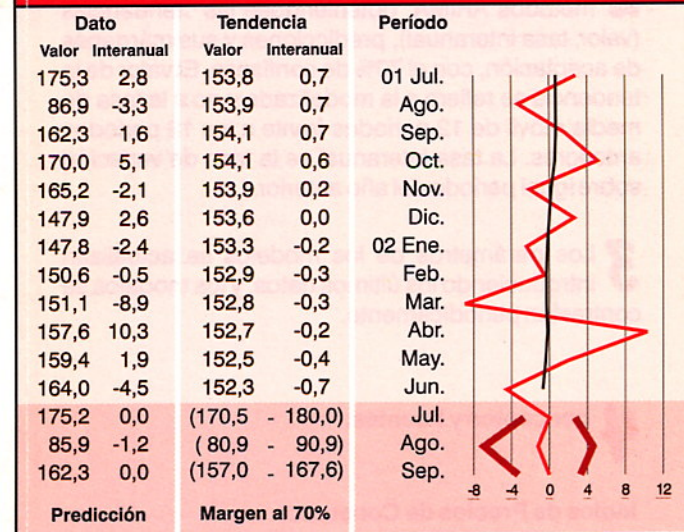 Dato Tendencia Período
Valor Interanual Valor Interanual
175,3 2,8 153,8 0,7 01 Jul.
86,9 -3,3 153,9 0,7 Ago.
162,3 1,6 154,1 0,7 Sep.
170,0 5,1 154,1 0,6 Oct.
165,2 -2,1 153,9 0,2 Nov.
147,9 2,6 153,6 0,0 Dic.
147,8 -2,4 153,3 -0,2 02 Ene.
150,6 -0,5 152,9 -0,3 Feb.
151,1 -8,9 152,8 -0,3 Mar.
157,6 10,3 152,7 -0,2 Abr.
159,4 1,9 152,5 -0,4 May.
164,0 -4,5 152,3 -0,7 Jun.
175,2 0,0 (170,5 - 180,0) Jul.
85,9 -1,2 ( 80,9 - 90,9) Ago.
162,3 0,0 (157,0 - 167,6) Sep.
-8 -4 0 4 8 12
Predicción Margen al 70%